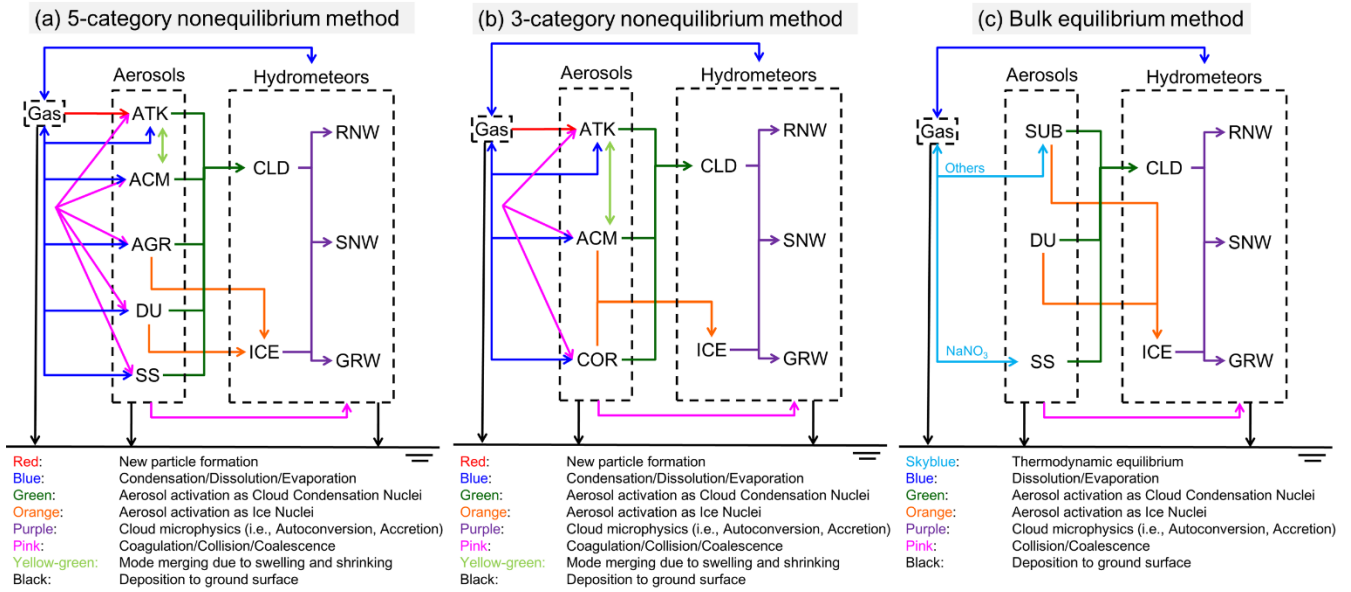 (a) 5-category nonequilibrium method
Aerosols
Hydrometeors
Gas
ATK
ACM
AGR
DU
SS
CLD
ICE
RNW
SNW
GRW
Red: New particle formation
Blue: Condensation/Dissolution/Evaporation
Green: Aerosol activation as Cloud Condensation Nuclei
Orange: Aerosol activation as Ice Nuclei
Purple: Cloud microphysics (i.e., Autoconversion, Accretion)
Pink: Coagulation/Collision/Coalescence
Yellow-green: Mode merging due to swelling and shrinking
Black: Deposition to ground surface
(b) 3-category nonequilibrium method
Aerosols
Hydrometeors
Gas
ATK
ACM
COR
CLD
ICE
RNW
SNW
GRW
Red: New particle formation
Blue: Condensation/Dissolution/Evaporation
Green: Aerosol activation as Cloud Condensation Nuclei
Orange: Aerosol activation as Ice Nuclei
Purple: Cloud microphysics (i.e., Autoconversion, Accretion)
Pink: Coagulation/Collision/Coalescence
Yellow-green: Mode merging due to swelling and shrinking
Black: Deposition to ground surface
(c) Bulk equilibrium method
Aerosols
Hydrometeors
Gas
Others
NaNO₃
SUB
DU
SS
CLD
ICE
RNW
SNW
GRW
Skyblue: Thermodynamic equilibrium
Blue: Dissolution/Evaporation
Green: Aerosol activation as Cloud Condensation Nuclei
Orange: Aerosol activation as Ice Nuclei
Purple: Cloud microphysics (i.e., Autoconversion, Accretion)
Pink: Collision/Coalescence
Black: Deposition to ground surface